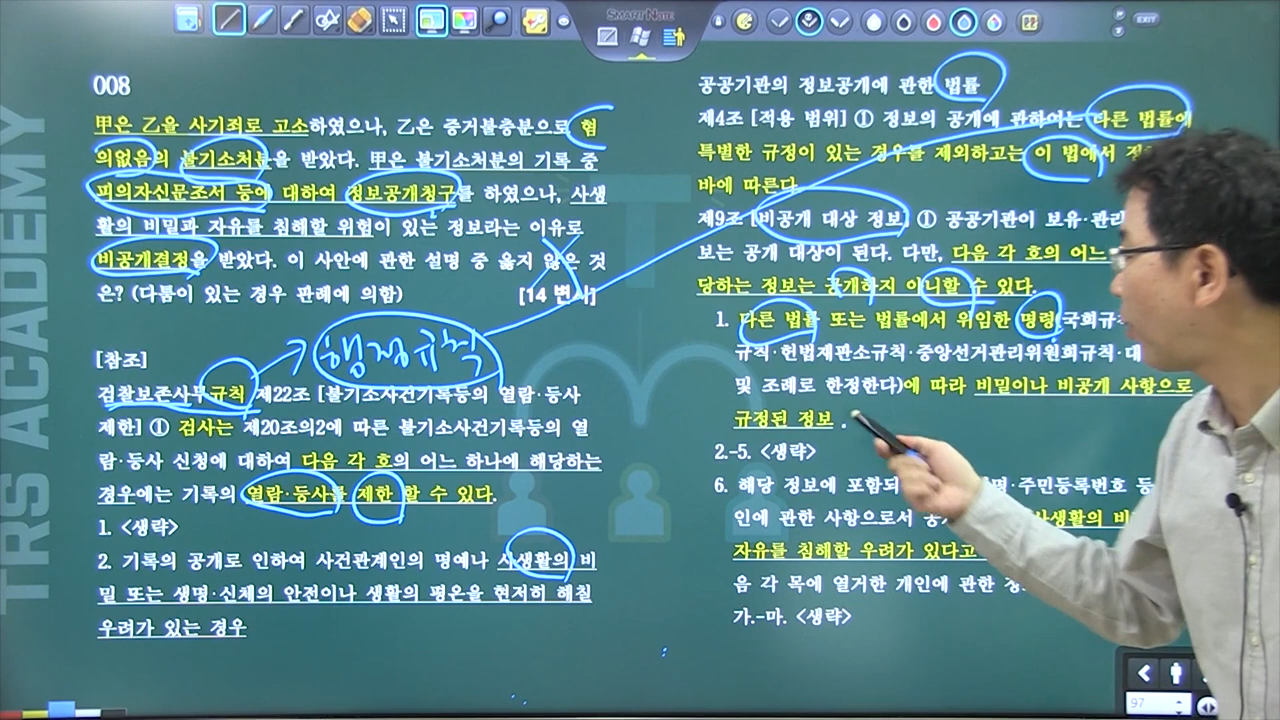 SMARTNOTE
EXIT
TRS ACADEMY
008
甲은 乙을 사기죄로 고소하였으나, 乙은 증거불충분으로 혐
의없음의 불기소처분을 받았다. 甲은 불기소처분의 기록 중
피의자신문조서 등에 대하여 정보공개청구를 하였으나, 사생
활의 비밀과 자유를 침해할 위험이 있는 정보라는 이유로
비공개결정을 받았다. 이 사안에 관한 설명 중 옳지 않은 것
은? (다툼이 있는 경우 판례에 의함) [14 변시]
행정규칙
[참조]
검찰보존사무규칙 제22조 [불기소사건기록등의 열람·등사
제한] ① 검사는 제20조의2에 따른 불기소사건기록등의 열
람·등사 신청에 대하여 다음 각 호의 어느 하나에 해당하는
경우에는 기록의 열람·등사를 제한 할 수 있다.
1. <생략>
2. 기록의 공개로 인하여 사건관계인의 명예나 사생활의 비
밀 또는 생명·신체의 안전이나 생활의 평온을 현저히 해칠
우려가 있는 경우
공공기관의 정보공개에 관한 법률
제4조 [적용 범위] ① 정보의 공개에 관하여는 다른 법률에
특별한 규정이 있는 경우를 제외하고는 이 법에서
바에 따른다
제9조 [비공개 대상 정보] ① 공공기관이 보유·관리
보는 공개 대상이 된다. 다만, 다음 각 호의 어느
당하는 정보는 공개하지 아니할 수 있다.
1. 다른 법률 또는 법률에서 위임한 명령(국회규칙
규칙·헌법재판소규칙·중앙선거관리위원회규칙·대
및 조례로 한정한다)에 따라 비밀이나 비공개 사항으로
규정된 정보 .
2.-5. <생략>
6. 해당 정보에 포함되 명·주민등록번호 등
인에 관한 사항으로서 사생활의 비
자유를 침해할 우려가 있다고
음 각 목에 열거한 개인에 관한
가.-마. <생략>
97